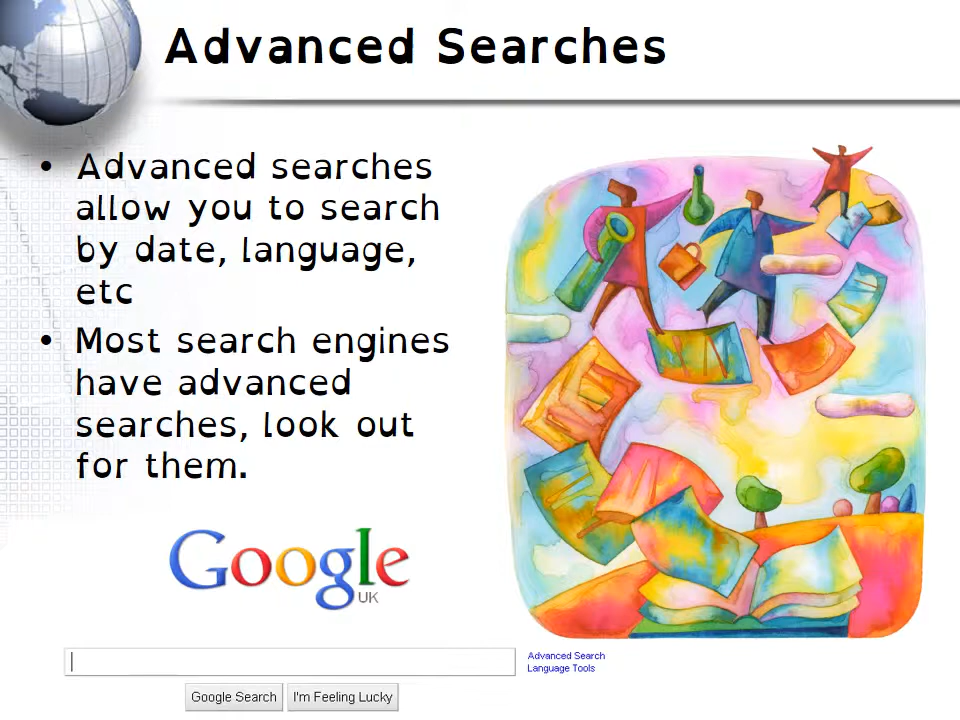 Advanced Searches
• Advanced searches
allow you to search
by date, language,
etc
• Most search engines
have advanced
searches, look out
for them.
Google
UK
Advanced Search
Language Tools
Google Search I'm Feeling Lucky